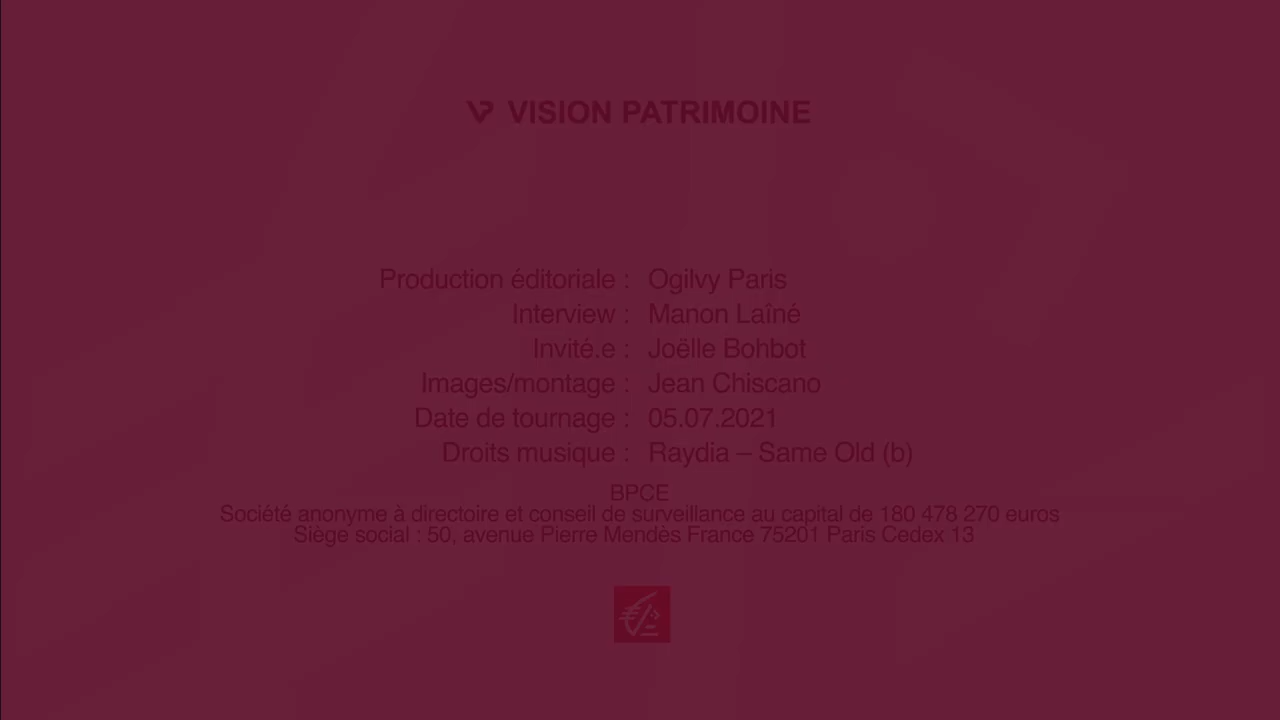 VISION PATRIMOINE
Production éditoriale : Ogilvy Paris
Interview : Manon Laîné
Invité.e : Joëlle Bohbot
Images/montage : Jean Chiscano
Date de tournage : 05.07.2021
Droits musique : Raydia – Same Old (b)
BPCE
Société anonyme à directoire et conseil de surveillance au capital de 180 478 270 euros
Siège social : 50, avenue Pierre Mendès France 75201 Paris Cedex 13